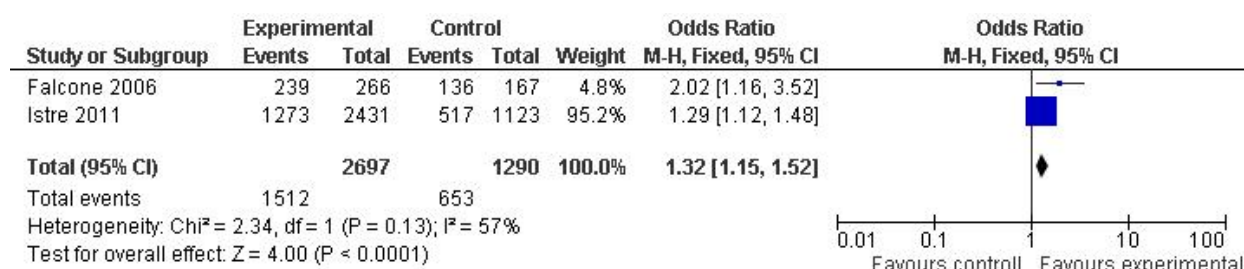 Experimental Control Odds Ratio Odds Ratio
Study or Subgroup Events Total Events Total Weight M-H, Fixed, 95% CI M-H, Fixed, 95% CI
Falcone 2006 239 266 136 167 4.8% 2.02 [1.16, 3.52]
Istre 2011 1273 2431 517 1123 95.2% 1.29 [1.12, 1.48]
Total (95% CI) 2697 1290 100.0% 1.32 [1.15, 1.52]
Total events 1512 653
Heterogeneity: Chi² = 2.34, df = 1 (P = 0.13); I² = 57%
Test for overall effect: Z = 4.00 (P < 0.0001)
0.01 0.1 1 10 100
Favours controll Favours experimental